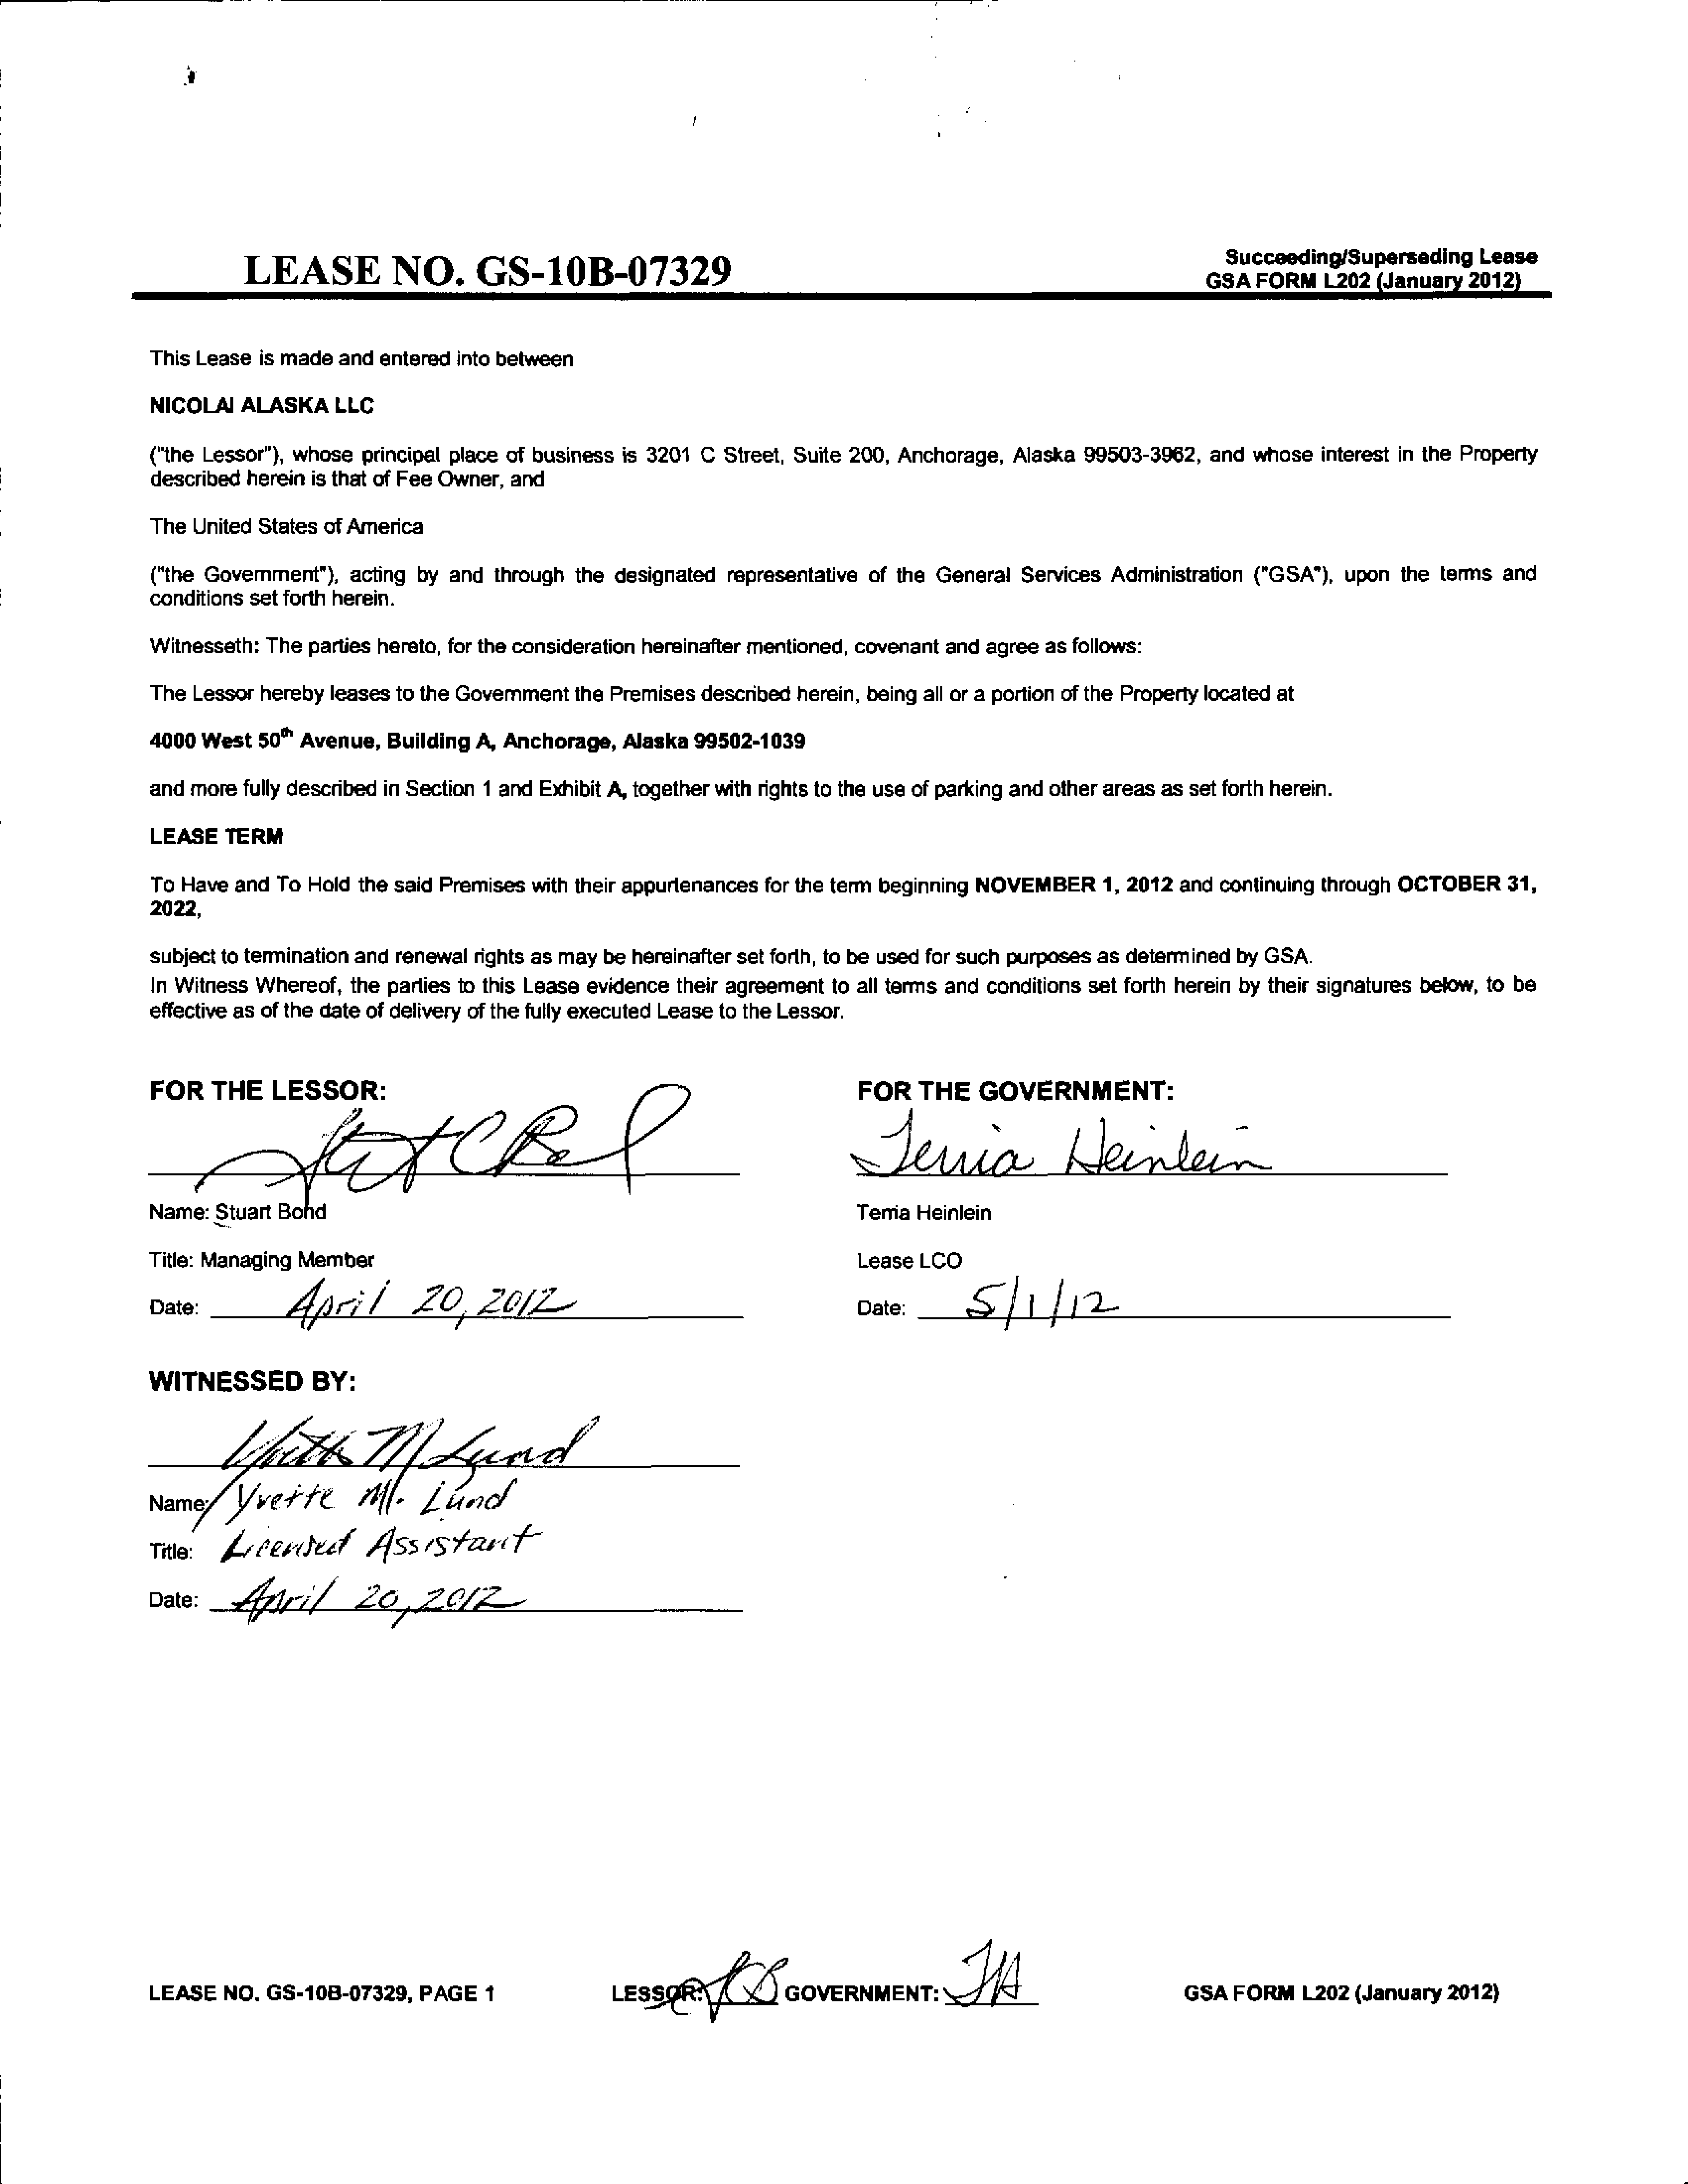 LEASE NO. GS-10B-07329
Succeeding/Superseding Lease
GSA FORM L202 (January 2012)
This Lease is made and entered into between
NICOLAI ALASKA LLC
("the Lessor"), whose principal place of business is 3201 C Street, Suite 200, Anchorage, Alaska 99503-3962, and whose interest in the Property
described herein is that of Fee Owner, and
The United States of America
("the Government"), acting by and through the designated representative of the General Services Administration ("GSA"), upon the terms and
conditions set forth herein.
Witnesseth: The parties hereto, for the consideration hereinafter mentioned, covenant and agree as follows:
The Lessor hereby leases to the Government the Premises described herein, being all or a portion of the Property located at
4000 West 50th Avenue, Building A, Anchorage, Alaska 99502-1039
and more fully described in Section 1 and Exhibit A, together with rights to the use of parking and other areas as set forth herein.
LEASE TERM
To Have and To Hold the said Premises with their appurtenances for the term beginning NOVEMBER 1, 2012 and continuing through OCTOBER 31,
2022,
subject to termination and renewal rights as may be hereinafter set forth, to be used for such purposes as determined by GSA.
In Witness Whereof, the parties to this Lease evidence their agreement to all terms and conditions set forth herein by their signatures below, to be
effective as of the date of delivery of the fully executed Lease to the Lessor.
FOR THE LESSOR:
Name: Stuart Bond
Title: Managing Member
Date: April 20, 2012
FOR THE GOVERNMENT:
Terria Heinlein
Terria Heinlein
Lease LCO
Date: 5/1/12
WITNESSED BY:
Yvette M Lund
Name: Yvette M. Lund
Title: Licensed Assistant
Date: April 20, 2012
LEASE NO. GS-10B-07329, PAGE 1
LESSOR: GOVERNMENT: TH
GSA FORM L202 (January 2012)